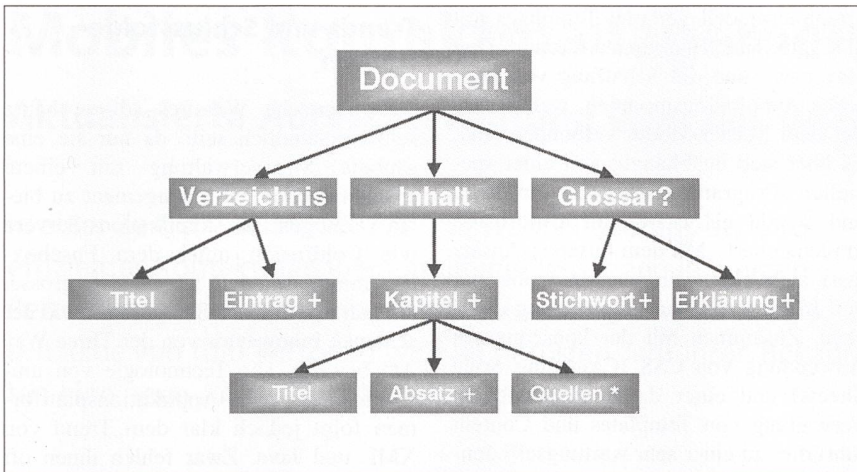 Document
Verzeichnis Inhalt Glossar?
Titel Eintrag + Kapitel + Stichwort + Erklärung +
Titel Absatz + Quellen *